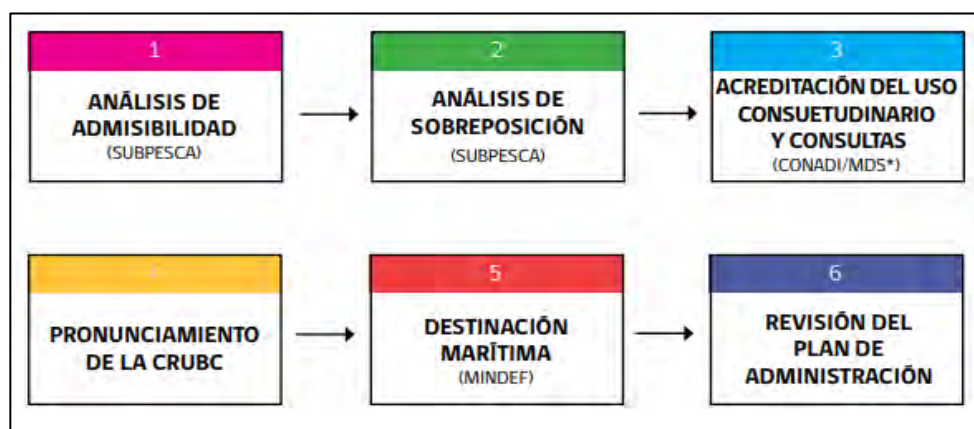 1
ANÁLISIS DE
ADMISIBILIDAD
(SUBPESCA)
2
ANÁLISIS DE
SOBREPOSICIÓN
(SUBPESCA)
3
ACREDITACIÓN DEL USO
CONSUETUDINARIO
Y CONSULTAS
(CONADI/MDS*)
4
PRONUNCIAMIENTO
DE LA CRUBC
5
DESTINACIÓN
MARÍTIMA
(MINDEF)
6
REVISIÓN DEL
PLAN DE
ADMINISTRACIÓN